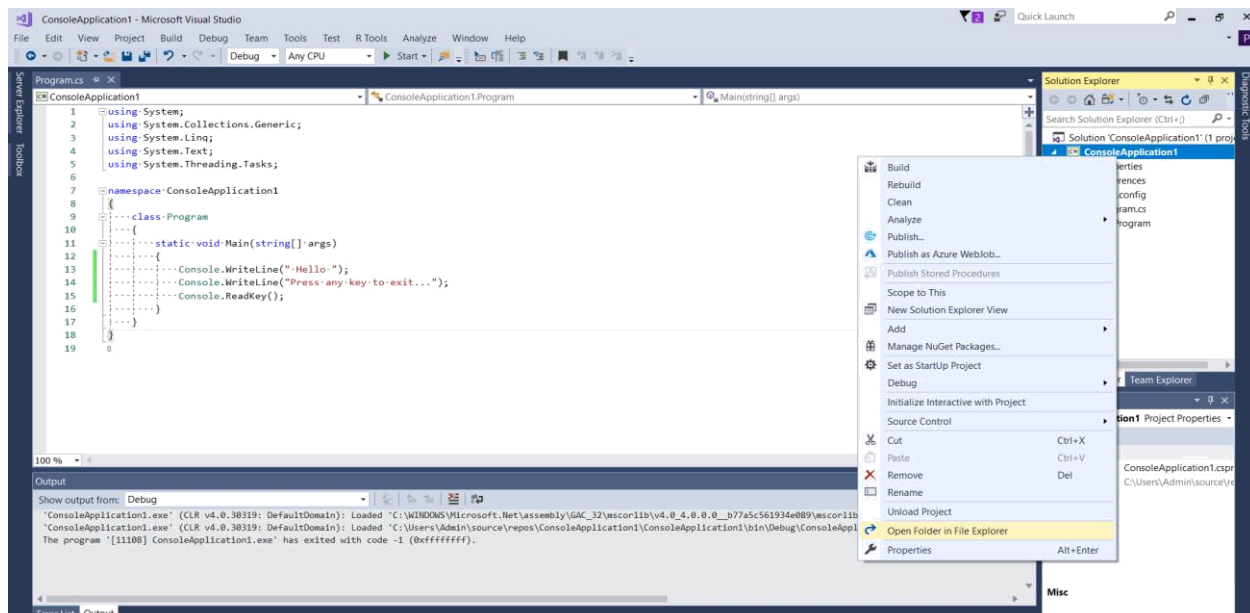 ConsoleApplication1 - Microsoft Visual Studio
2
Quick Launch
File Edit View Project Build Debug Team Tools Test R Tools Analyze Window Help
P
Debug Any CPU Start
Server Explorer
Toolbox
Program.cs
ConsoleApplication1 ConsoleApplication1.Program Main(string[] args)
1 using System;
2 using System.Collections.Generic;
3 using System.Linq;
4 using System.Text;
5 using System.Threading.Tasks;
6
7 namespace ConsoleApplication1
8 {
9 class Program
10 {
11 static void Main(string[] args)
12 {
13 Console.WriteLine(" Hello ");
14 Console.WriteLine("Press any key to exit...");
15 Console.ReadKey();
16 }
17 }
18 }
19
100 %
Output
Show output from: Debug
'ConsoleApplication1.exe' (CLR v4.0.30319: DefaultDomain): Loaded 'C:\WINDOWS\Microsoft.Net\assembly\GAC_32\mscorlib\v4.0_4.0.0.0__b77a5c561934e089\mscorlib
'ConsoleApplication1.exe' (CLR v4.0.30319: DefaultDomain): Loaded 'C:\Users\Admin\source\repos\ConsoleApplication1\ConsoleApplication1\bin\Debug\ConsoleAppl
The program '[11108] ConsoleApplication1.exe' has exited with code -1 (0xffffffff).
Error List Output
Build
Rebuild
Clean
Analyze
Publish...
Publish as Azure WebJob...
Publish Stored Procedures
Scope to This
New Solution Explorer View
Add
Manage NuGet Packages...
Set as StartUp Project
Debug
Initialize Interactive with Project
Source Control
Cut Ctrl+X
Paste Ctrl+V
Remove Del
Rename
Unload Project
Open Folder in File Explorer
Properties Alt+Enter
Solution Explorer
Search Solution Explorer (Ctrl+;)
Solution 'ConsoleApplication1' (1 proj
ConsoleApplication1
erties
rences
.config
ram.cs
rogram
Team Explorer
tion1 Project Properties
ConsoleApplication1.cspr
C:\Users\Admin\source\re
Misc
Diagnostic Tools